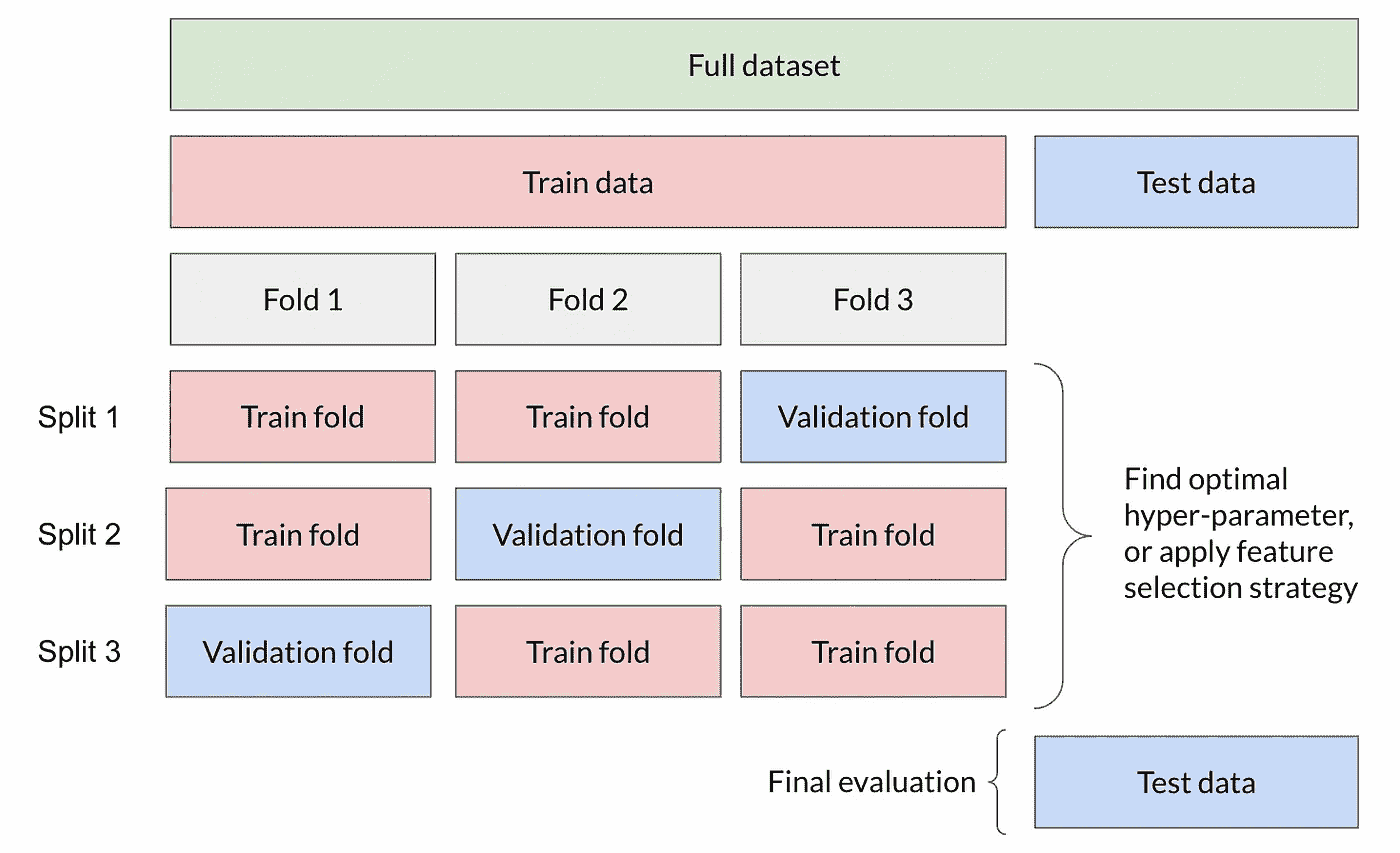 Full dataset
Train data
Test data
Fold 1
Fold 2
Fold 3
Split 1
Train fold
Train fold
Validation fold
Split 2
Train fold
Validation fold
Train fold
Split 3
Validation fold
Train fold
Train fold
Find optimal
hyper-parameter,
or apply feature
selection strategy
Final evaluation
Test data